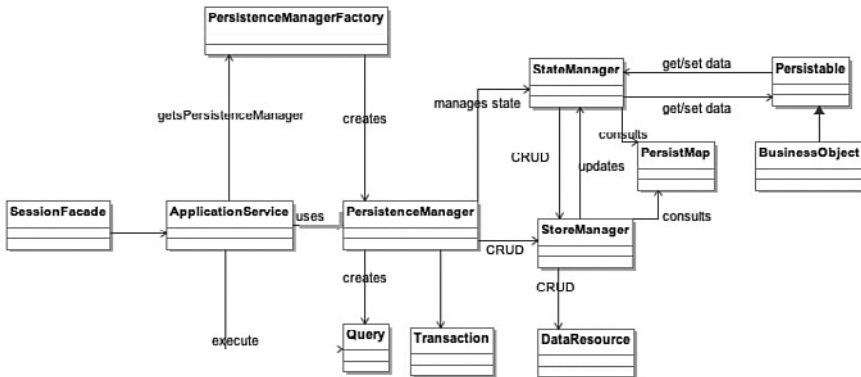 PersistenceManagerFactory
StateManager
get/set data
Persistable
manages state
getsPersistenceManager
creates
get/set data
consults
CRUD
updates
PersistMap
BusinessObject
SessionFacade
ApplicationService
uses
PersistenceManager
StoreManager
consults
CRUD
creates
CRUD
execute
Query
Transaction
DataResource